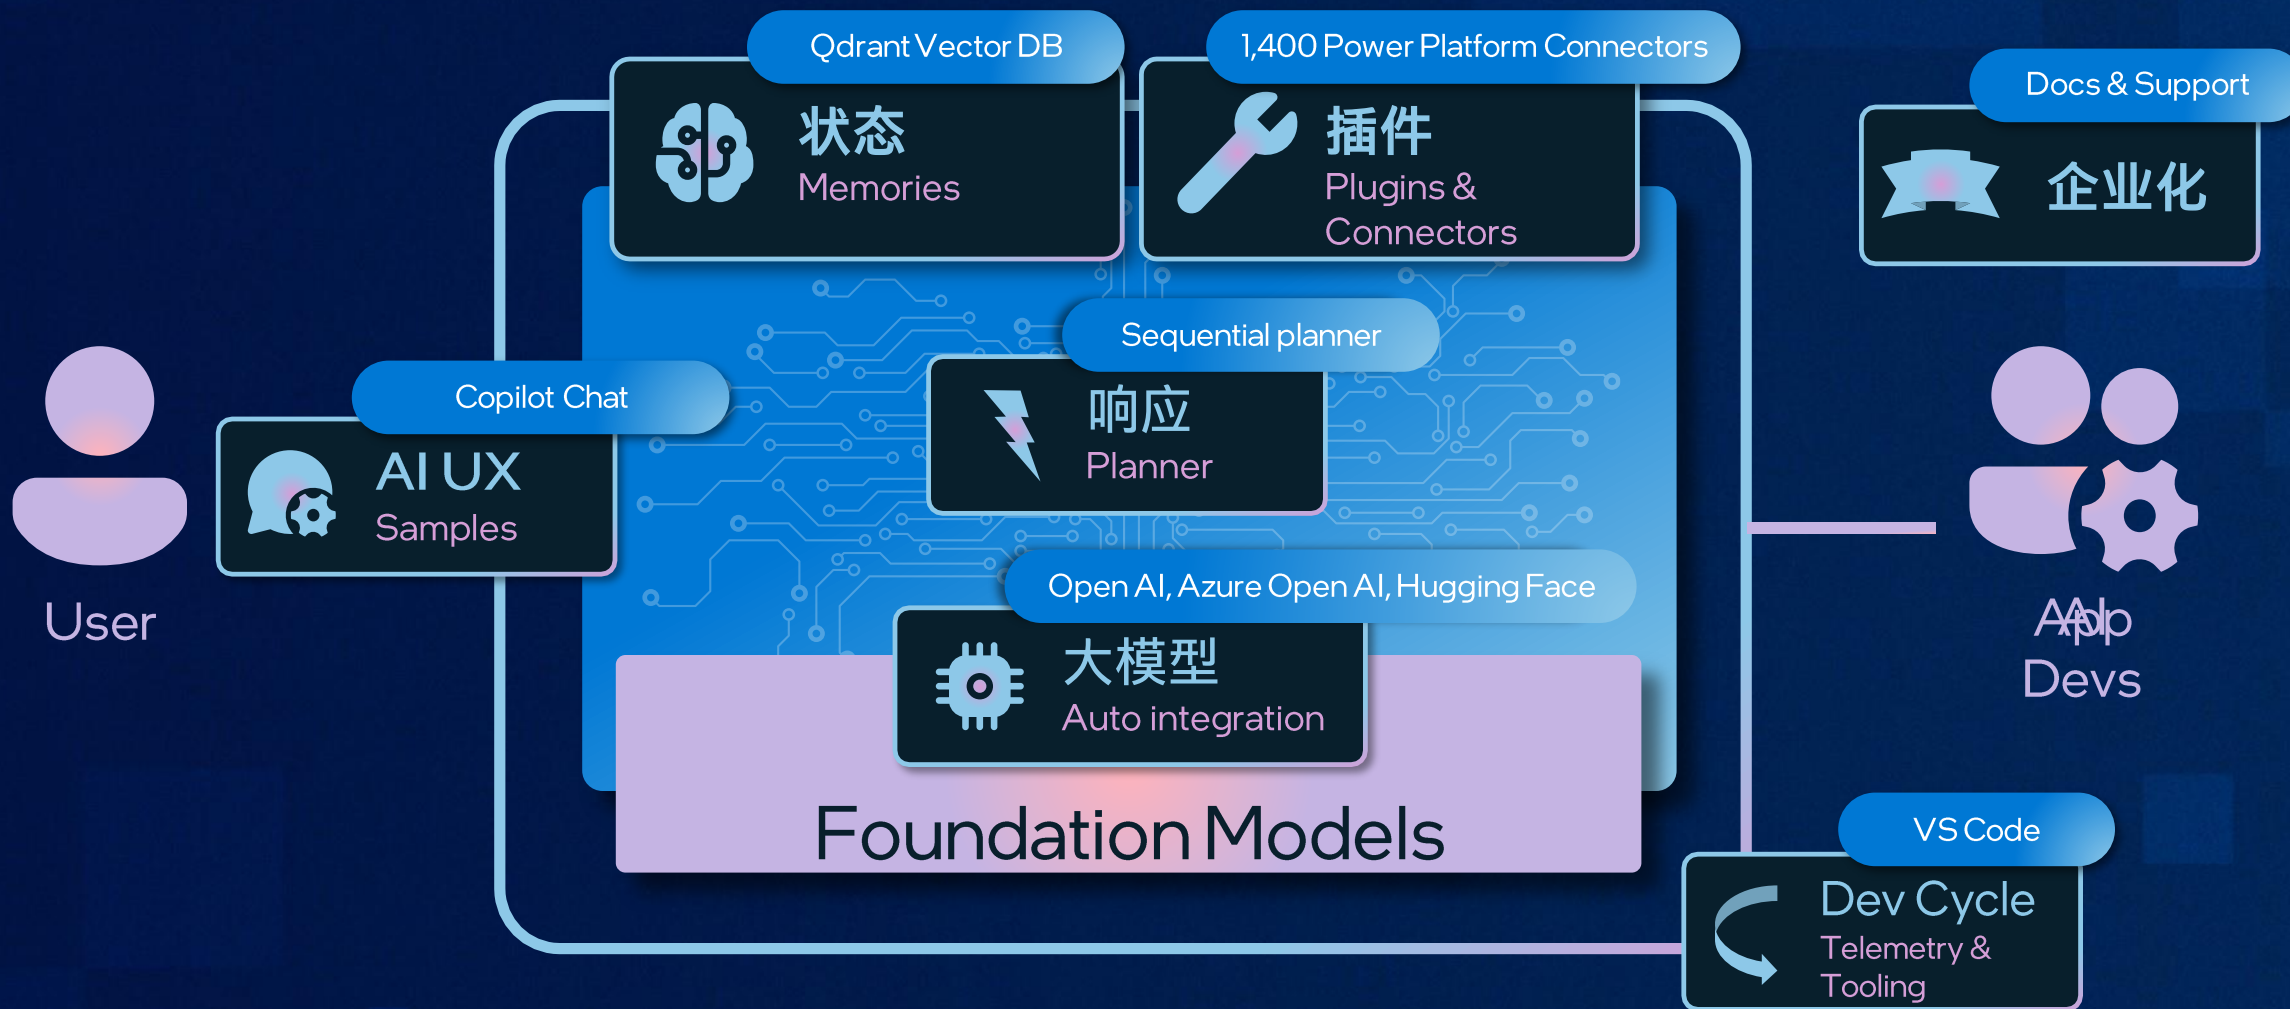 Qdrant Vector DB
状态
Memories
1,400 Power Platform Connectors
插件
Plugins &
Connectors
Docs & Support
企业化
Copilot Chat
AI UX
Samples
User
Sequential planner
响应
Planner
Open AI, Azure Open AI, Hugging Face
大模型
Auto integration
Foundation Models
Devs
VS Code
Dev Cycle
Telemetry &
Tooling